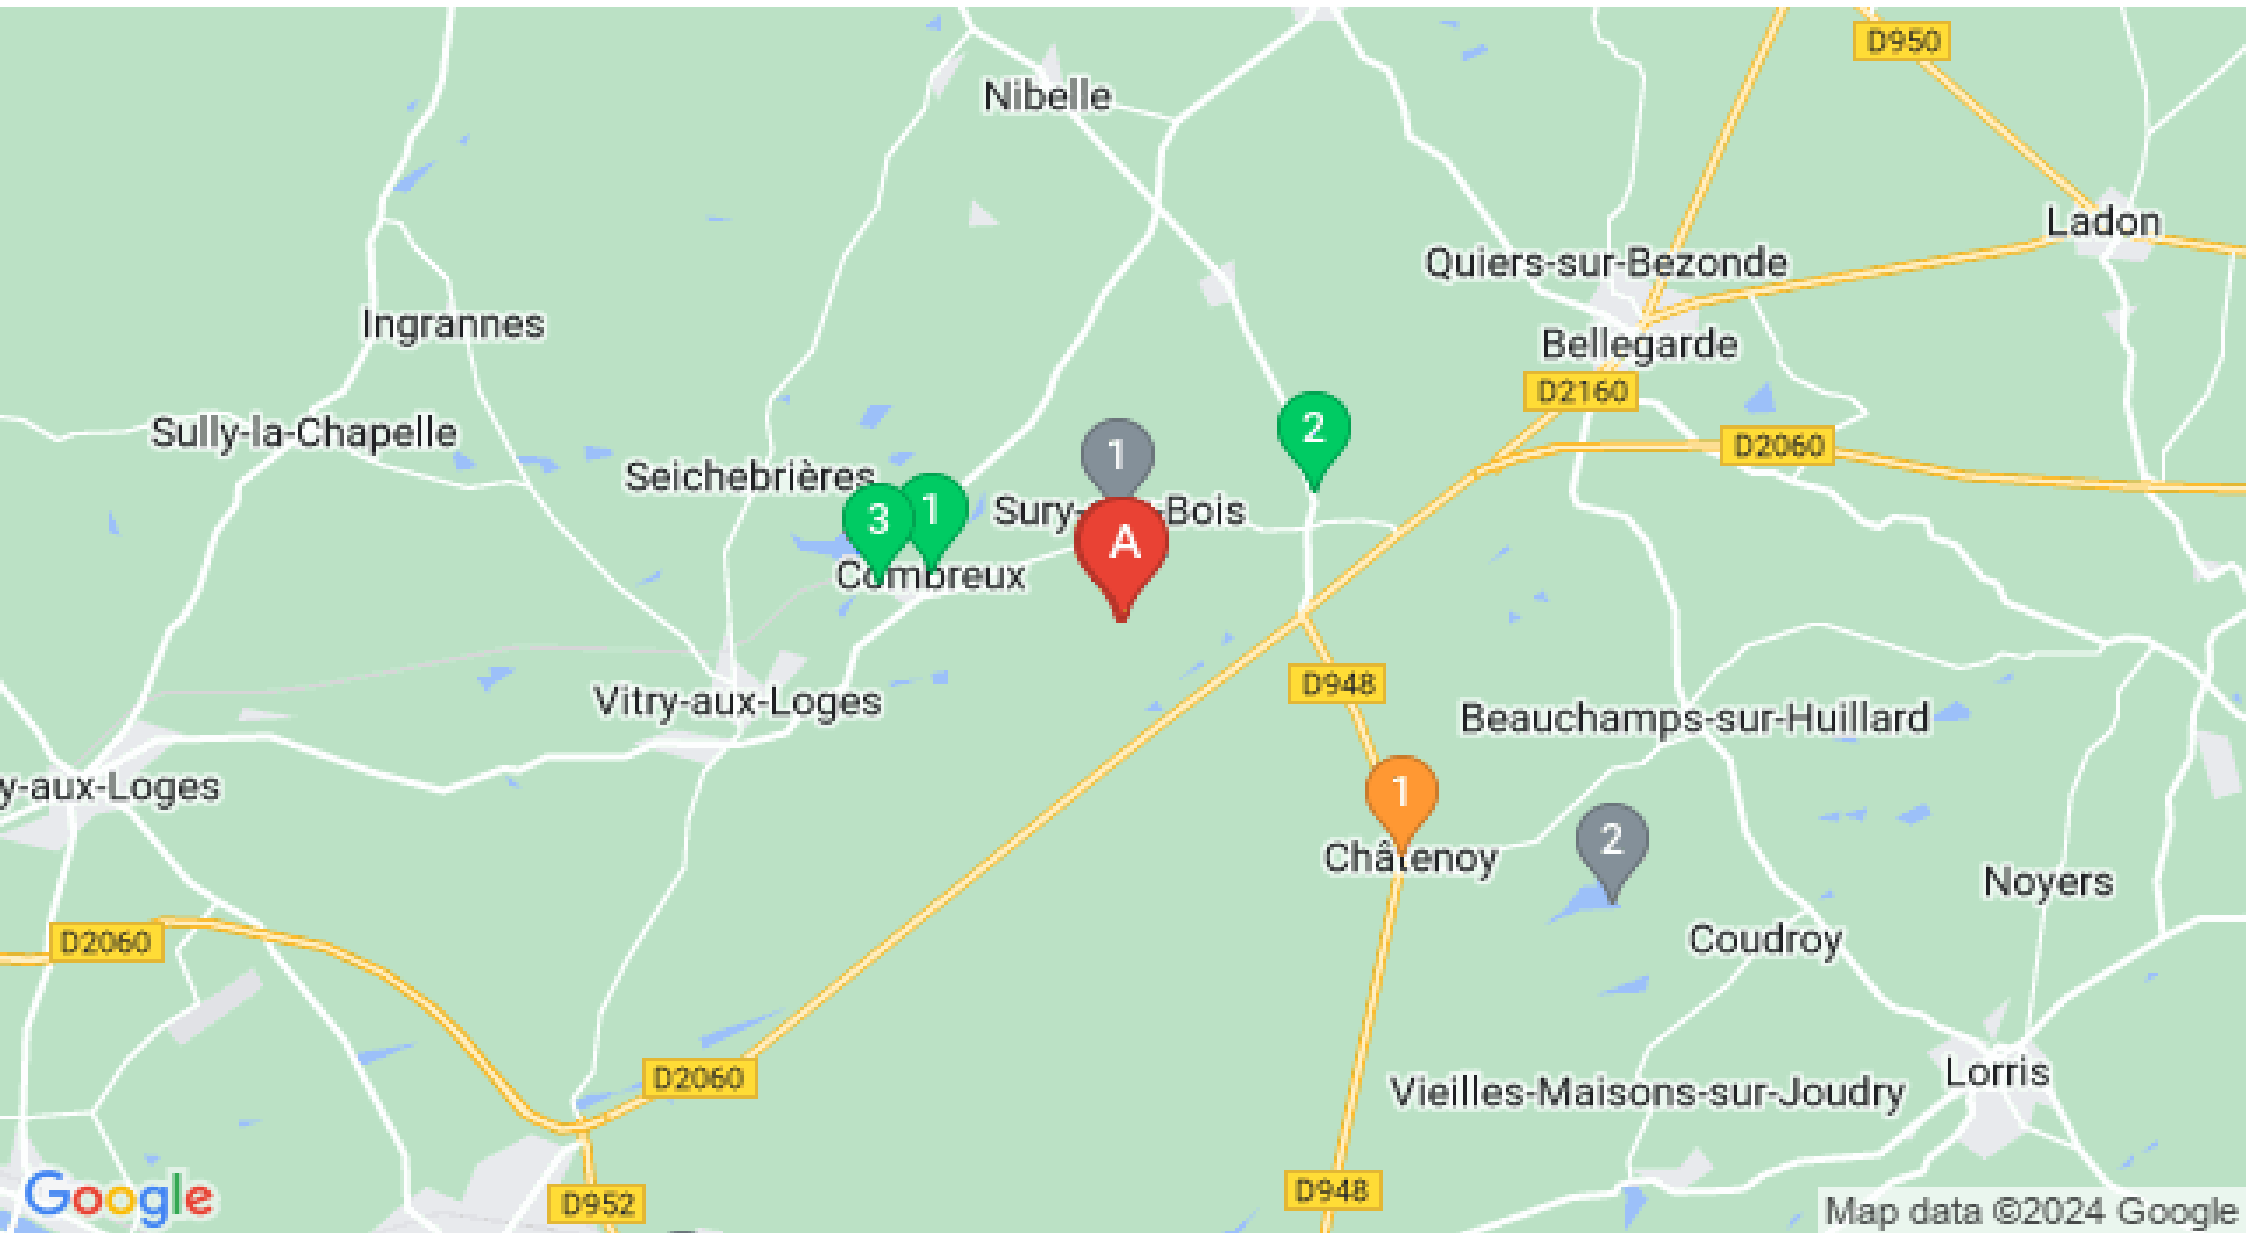 D950
Nibelle
Ladon
Quiers-sur-Bezonde
Ingrannes
Bellegarde
D2160
Sully-la-Chapelle
2
D2060
1
Seichebrières
3
1
Sury-
-Bois
A
Combreux
D948
Vitry-aux-Loges
Beauchamps-sur-Huillard
y-aux-Loges
1
2
Châtenoy
Noyers
D2060
Coudroy
D2060
Lorris
Vieilles-Maisons-sur-Joudry
D948
D952
Google
Map data ©2024 Google